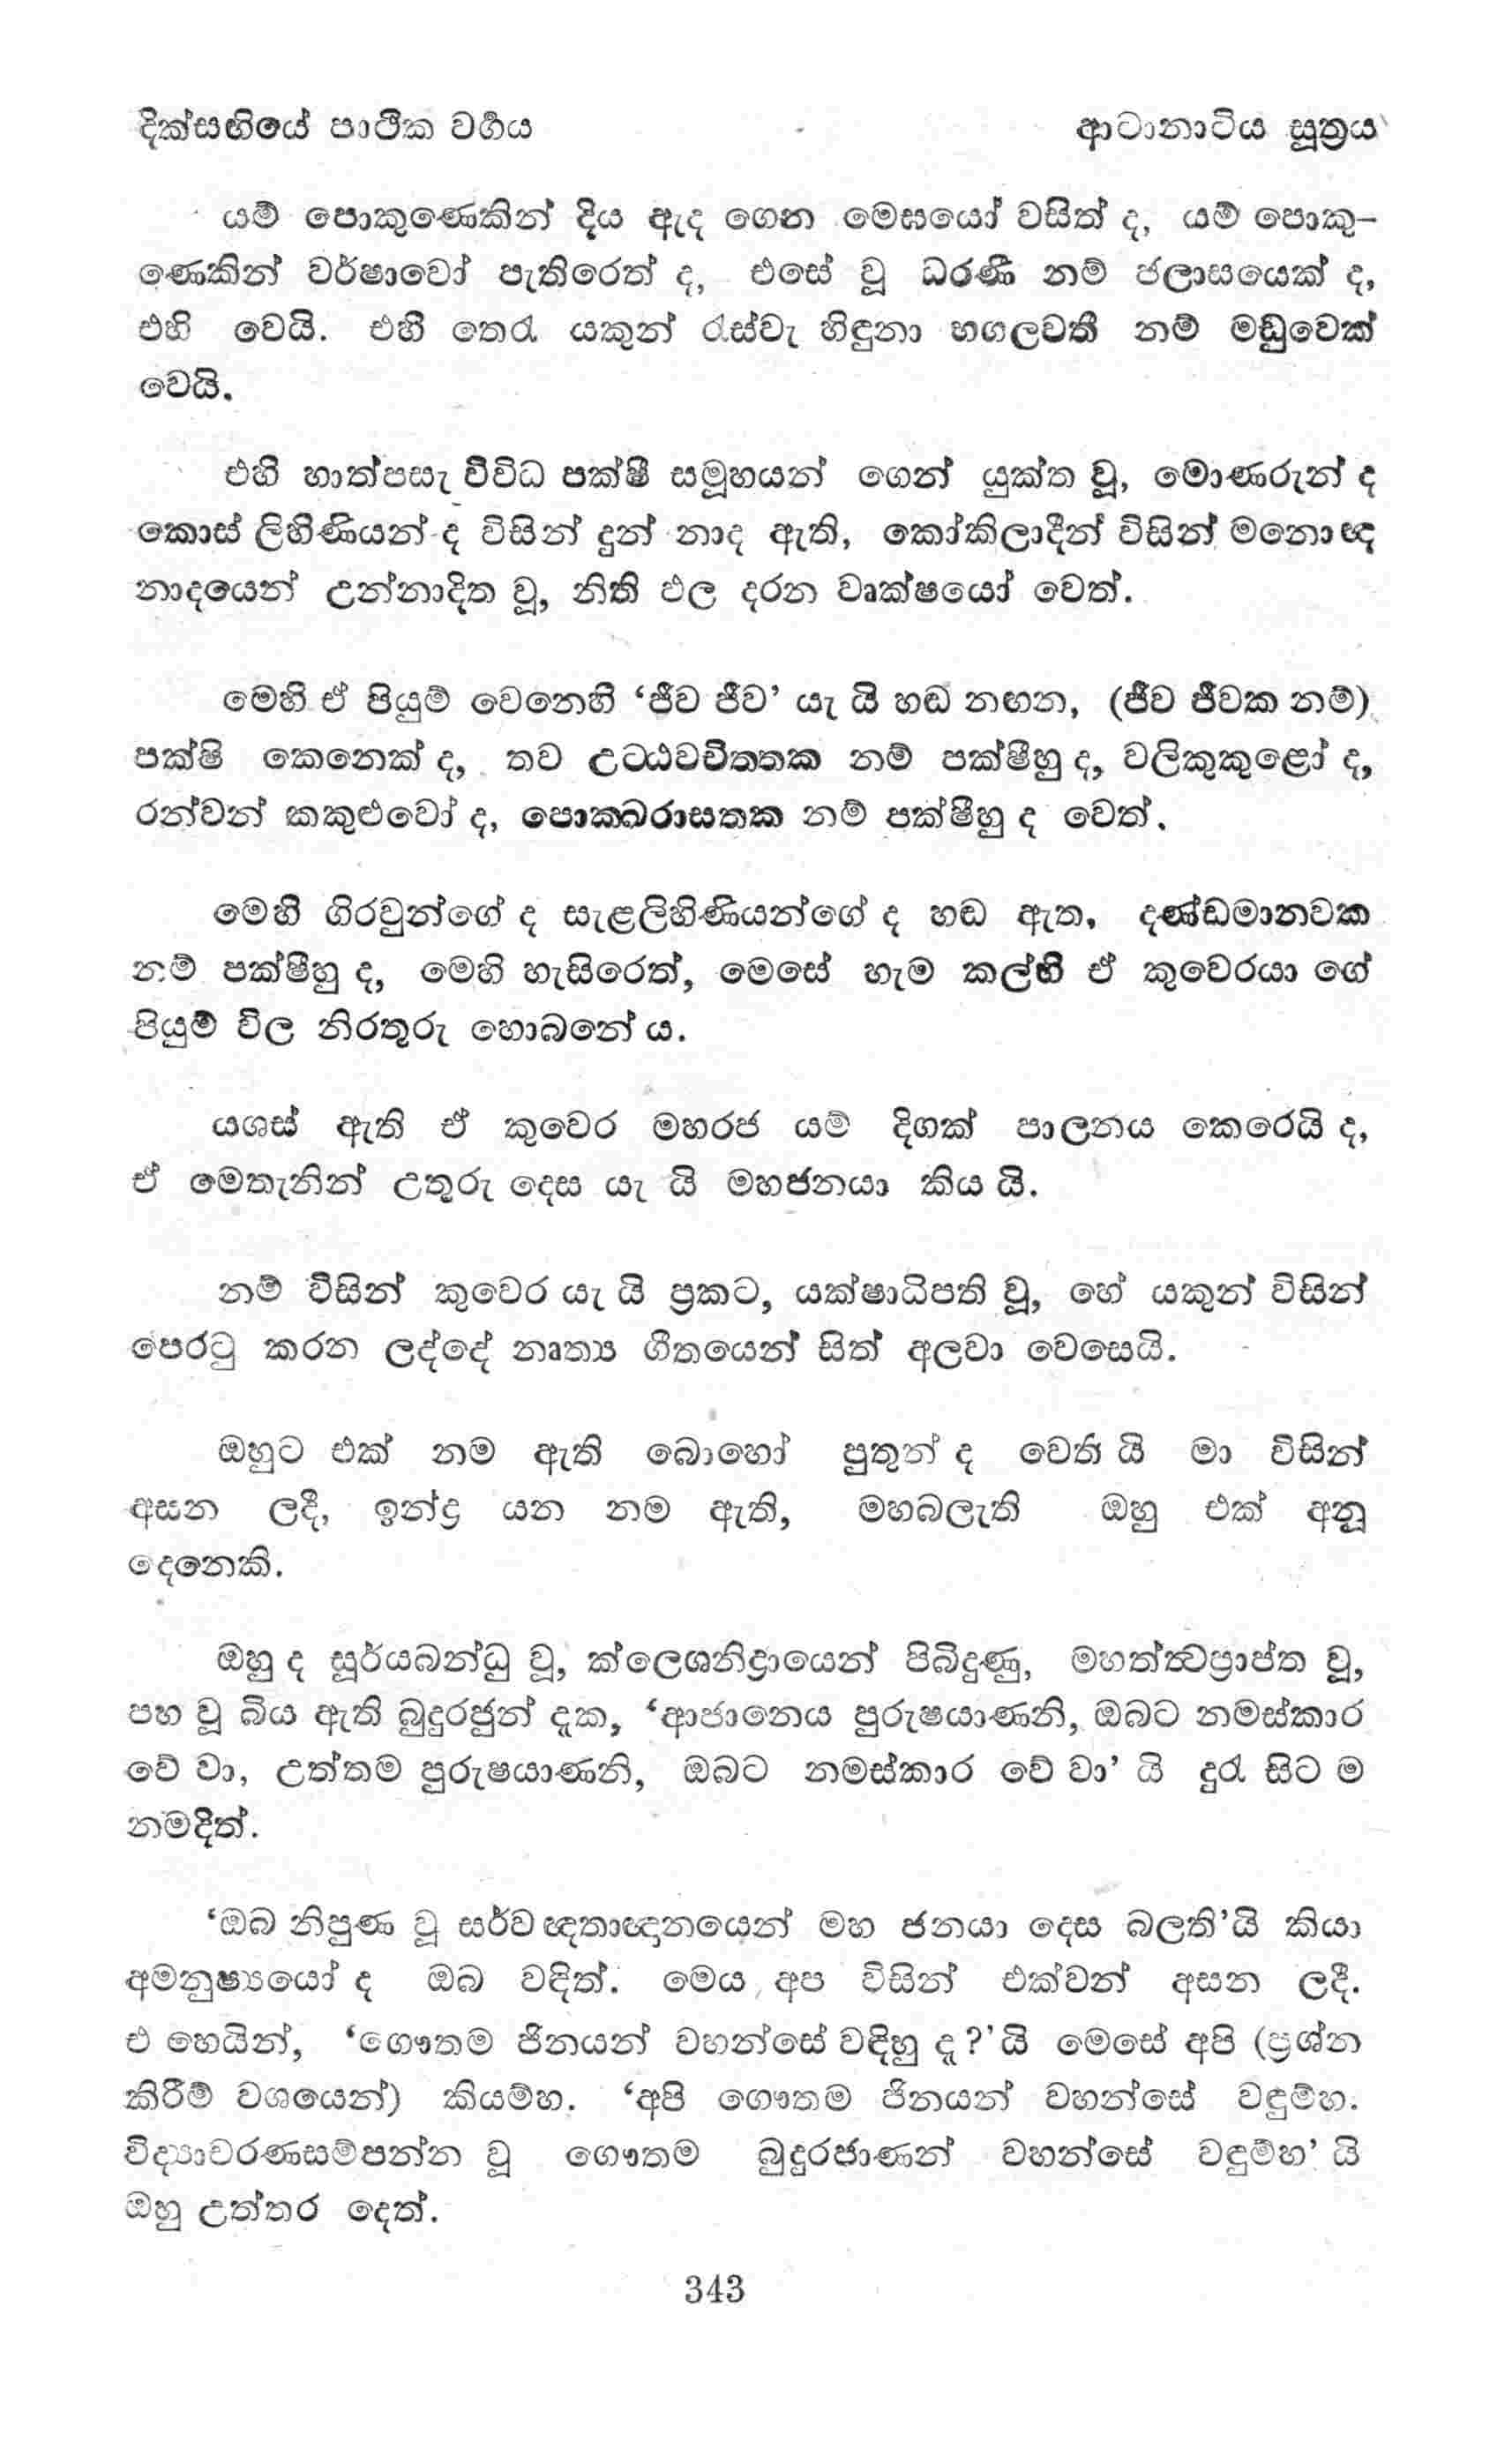 දික්සඟියේ පාථික වර්‍ගය ආටානාටිය සූත්‍රය
යම් පොකුණෙකින් දිය ඇද ගෙන මෙඝයෝ වසිත් ද, යම් පොකු-
ණෙකින් වර්ෂාවෝ පැතිරෙත් ද, එසේ වූ ධරණී නම් ජලාසයෙක් ද,
එහි වෙයි. එහි තෙරැ යකුන් රැස්වැ හිඳුනා භගලවතී නම් මඬුවෙක්
වෙයි.
එහි හාත්පසැ විවිධ පක්ෂී සමූහයන් ගෙන් යුක්ත වූ, මොණරුන් ද
කොස් ලිහිණියන් ද විසින් දුන් නාද ඇති, කෝකිලාදීන් විසින් මනොඥ
නාදයෙන් උන්නාදිත වූ, නිති ඵල දරන වෘක්ෂයෝ වෙත්.
මෙහි ඒ පියුම් වෙනෙහි ‘ජීව ජීව’ යැ යි හඬ නඟන, (ජීව ජීවක නම්)
පක්ෂි කෙනෙක් ද, තව උට්ඨවචිත්තක නම් පක්ෂීහු ද, වලිකුකුළෝ ද,
රන්වන් කකුළුවෝ ද, පොක්ඛරාසතක නම් පක්ෂීහු ද වෙත්.
මෙහි ගිරවුන්ගේ ද සැළලිහිණියන්ගේ ද හඬ ඇත, දණ්ඩමානවක
නම් පක්ෂීහු ද, මෙහි හැසිරෙත්, මෙසේ හැම කල්හි ඒ කුවෙරයා ගේ
පියුම් විල නිරතුරු හොබනේ ය.
යශස් ඇති ඒ කුවෙර මහරජ යම් දිගක් පාලනය කෙරෙයි ද,
ඒ මෙතැනින් උතුරු දෙස යැ යි මහජනයා කිය යි.
නම් විසින් කුවෙර යැ යි ප්‍රකට, යක්ෂාධිපති වූ, හේ යකුන් විසින්
පෙරටු කරන ලද්දේ නෘත්‍ය ගීතයෙන් සිත් අලවා වෙසෙයි.
ඔහුට එක් නම ඇති බොහෝ පුතුන් ද වෙතී යි මා විසින්
අසන ලදී, ඉන්ද්‍ර යන නම ඇති, මහබලැති ඔහු එක් අනූ
දෙනෙකි.
ඔහු ද සූර්යබන්ධු වූ, ක්ලෙශනිද්‍රායෙන් පිබිදුණු, මහත්ත්වප්‍රාප්ත වූ,
පහ වූ බිය ඇති බුදුරජුන් දැක, ‘ආජානෙය පුරුෂයාණනි, ඔබට නමස්කාර
වේ වා, උත්තම පුරුෂයාණනි, ඔබට නමස්කාර වේ වා’ යි දුරැ සිට ම
නමදිත්.
‘ඔබ නිපුණ වූ සර්වඥතාඥානයෙන් මහ ජනයා දෙස බලති’යි කියා
අමනුෂ්‍යයෝ ද ඔබ වඳිත්. මෙය අප විසින් එක්වන් අසන ලදී.
එ හෙයින්, ‘ගෞතම ජිනයන් වහන්සේ වඳිහු ද?’යි මෙසේ අපි (ප්‍රශ්න
කිරීම් වශයෙන්) කියම්හ. ‘අපි ගෞතම ජිනයන් වහන්සේ වඳුම්හ.
විද්‍යාචරණසම්පන්න වූ ගෞතම බුදුරජාණන් වහන්සේ වඳුම්හ’ යි
ඔහු උත්තර දෙත්.
343